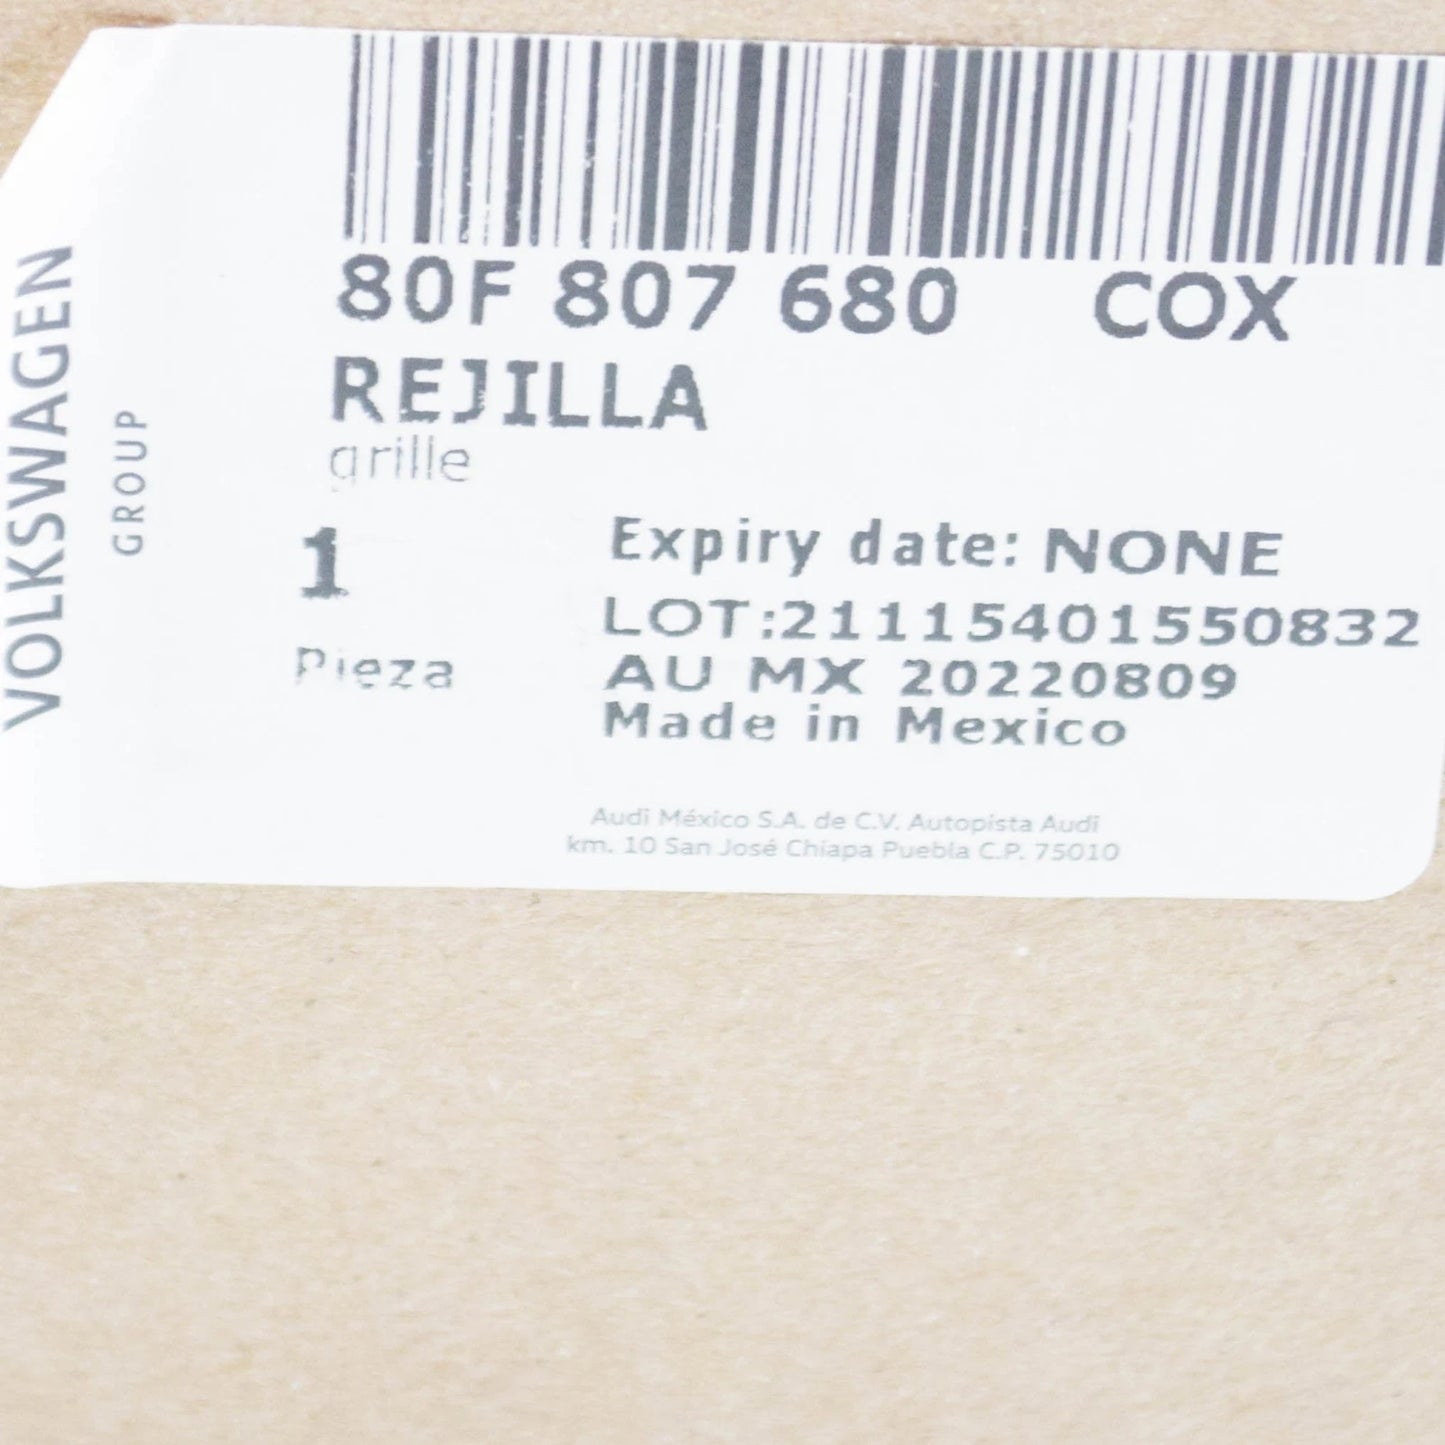 VOLKSWAGEN
GROUP
80F 807 680 COX
REJILLA
grille
1
Pieza
Expiry date: NONE
LOT:21115401550832
AU MX 20220809
Made in Mexico
Audi México S.A. de C.V. Autopista Audi
km. 10 San José Chiapa Puebla C.P. 75010